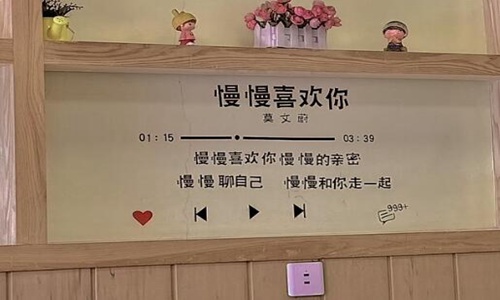 慢慢喜欢你
莫文蔚
01:15 03:39
慢慢喜欢你 慢慢的亲密
慢慢聊自己 慢慢和你走一起
999+